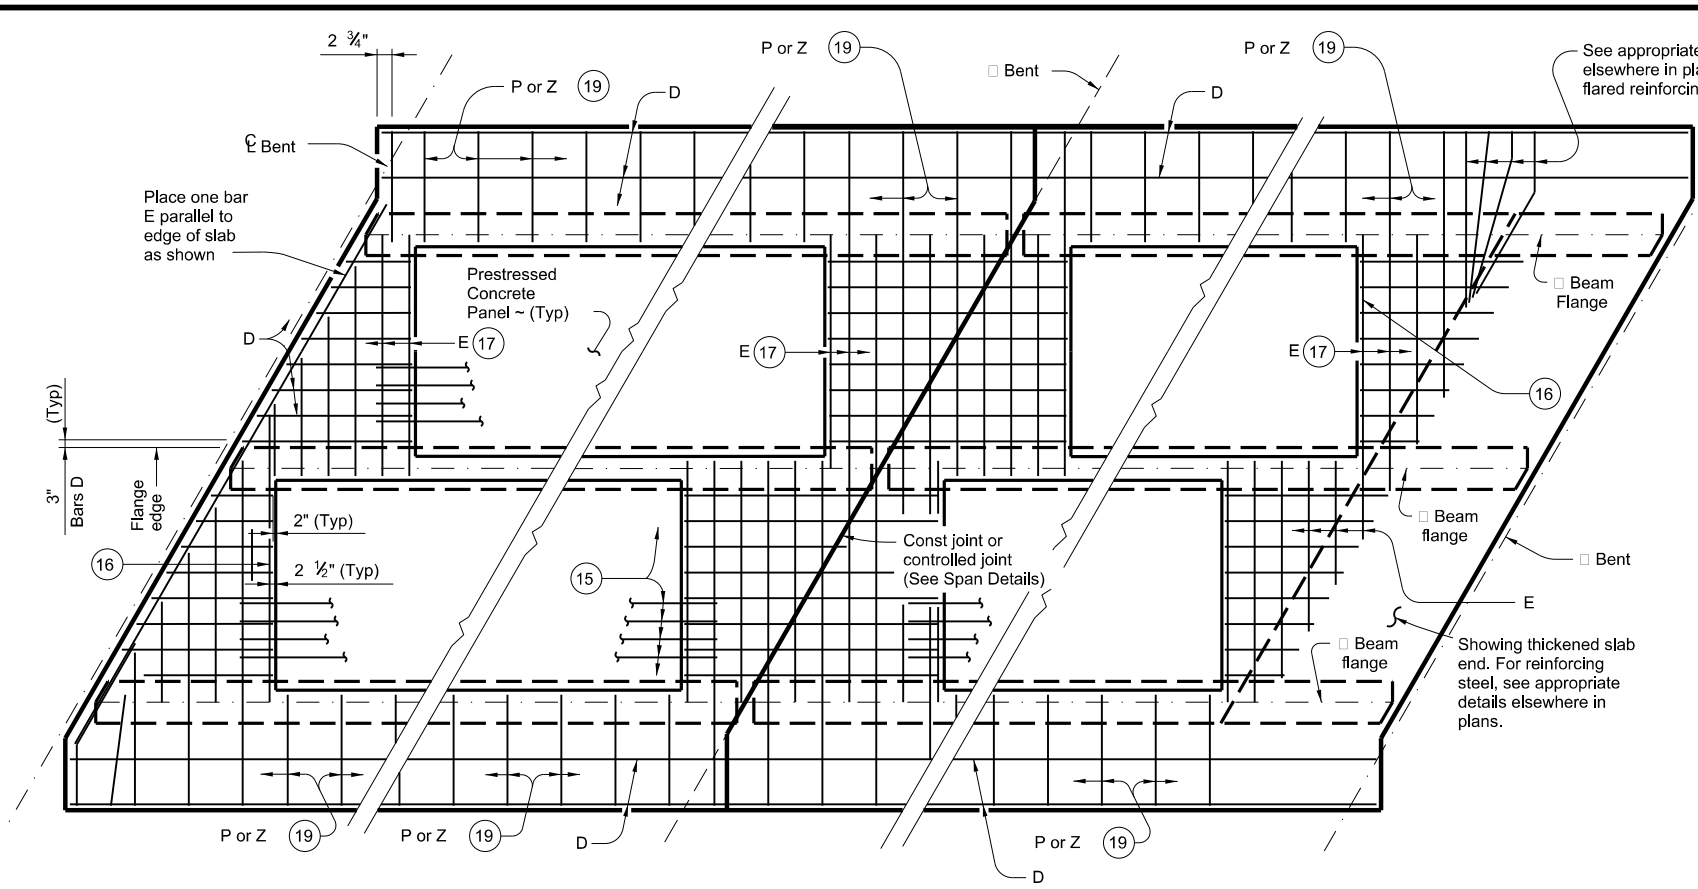 2 ¾"
P or Z 19
D
P or Z 19
□ Bent
P or Z 19
D
See appropriate
elsewhere in pla
flared reinforcin
℄ Bent
Place one bar
E parallel to
edge of slab
as shown
Prestressed
Concrete
Panel ~ (Typ)
□ Beam
Flange
D
E 17
E 17
E 17
16
(Typ)
3"
Bars D
Flange
edge
2" (Typ)
16
2 ½" (Typ)
15
Const joint or
controlled joint
(See Span Details)
□ Beam
flange
□ Bent
E
□ Beam
flange
Showing thickened slab
end. For reinforcing
steel, see appropriate
details elsewhere in
plans.
P or Z 19
P or Z 19
D
P or Z 19
D